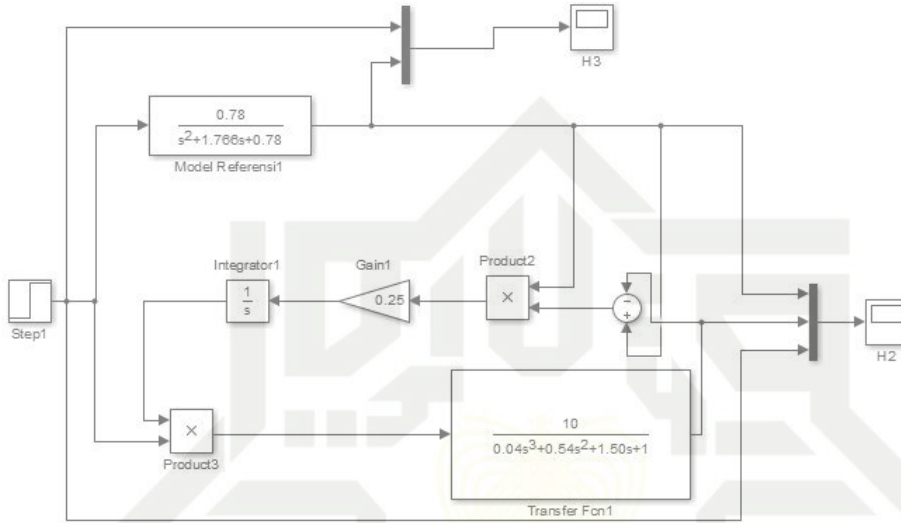 H3
0.78
s2+1.766s+0.78
Model Referensi1
Step1
Integrator1
1
s
Gain1
0.25
Product2
×
−
+
+
H2
×
Product3
10
0.04s3+0.54s2+1.50s+1
Transfer Fcn1